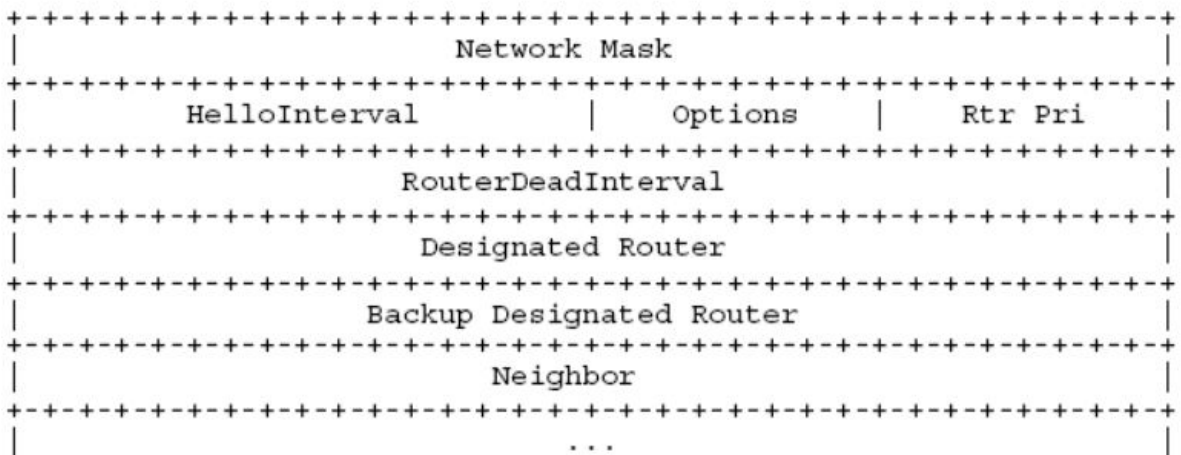 +-+-+-+-+-+-+-+-+-+-+-+-+-+-+-+-+-+-+-+-+-+-+-+-+-+-+-+-+-+-+-+-+
| Network Mask |
+-+-+-+-+-+-+-+-+-+-+-+-+-+-+-+-+-+-+-+-+-+-+-+-+-+-+-+-+-+-+-+-+
| HelloInterval | Options | Rtr Pri |
+-+-+-+-+-+-+-+-+-+-+-+-+-+-+-+-+-+-+-+-+-+-+-+-+-+-+-+-+-+-+-+-+
| RouterDeadInterval |
+-+-+-+-+-+-+-+-+-+-+-+-+-+-+-+-+-+-+-+-+-+-+-+-+-+-+-+-+-+-+-+-+
| Designated Router |
+-+-+-+-+-+-+-+-+-+-+-+-+-+-+-+-+-+-+-+-+-+-+-+-+-+-+-+-+-+-+-+-+
| Backup Designated Router |
+-+-+-+-+-+-+-+-+-+-+-+-+-+-+-+-+-+-+-+-+-+-+-+-+-+-+-+-+-+-+-+-+
| Neighbor |
+-+-+-+-+-+-+-+-+-+-+-+-+-+-+-+-+-+-+-+-+-+-+-+-+-+-+-+-+-+-+-+-+
| ... |